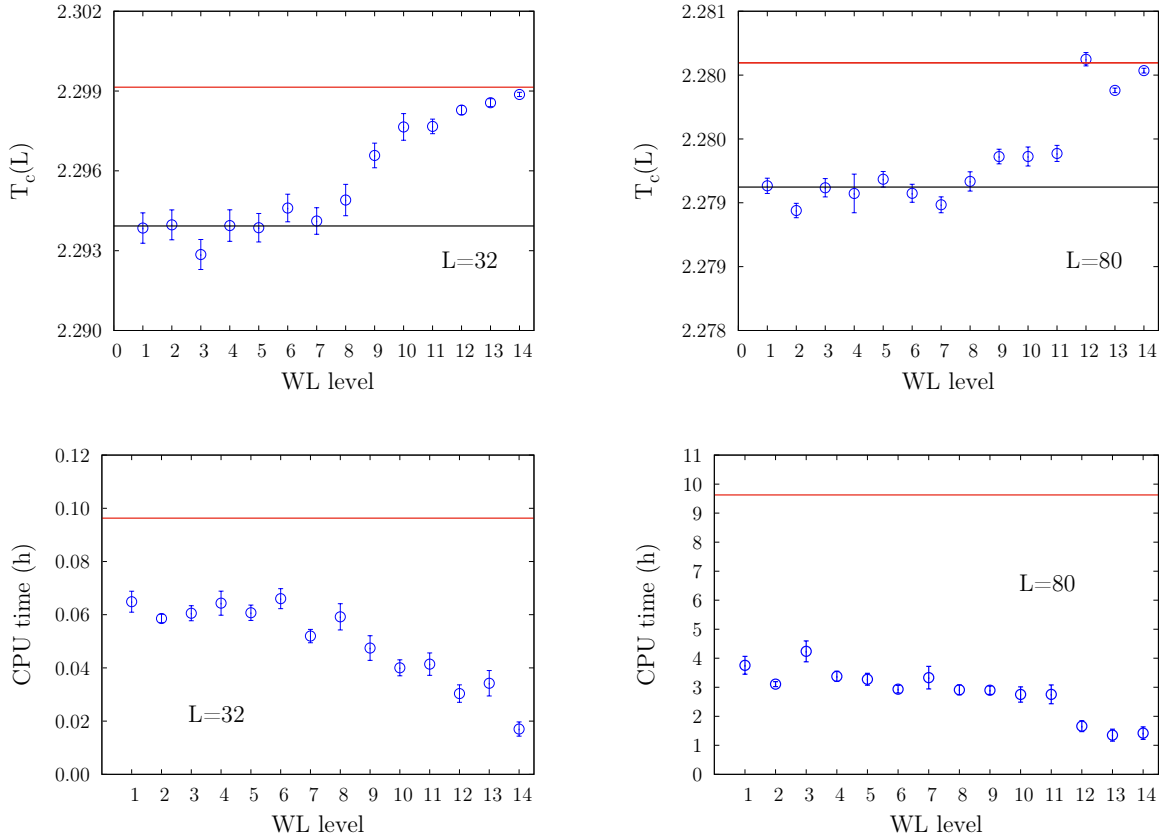 2.302
2.299
2.296
2.293
2.290
T_c(L)
L=32
0 1 2 3 4 5 6 7 8 9 10 11 12 13 14
WL level
2.281
2.280
2.280
2.279
2.279
2.278
T_c(L)
L=80
0 1 2 3 4 5 6 7 8 9 10 11 12 13 14
WL level
0.12
0.10
0.08
0.06
0.04
0.02
0.00
CPU time (h)
L=32
1 2 3 4 5 6 7 8 9 10 11 12 13 14
WL level
11
10
9
8
7
6
5
4
3
2
1
0
CPU time (h)
L=80
1 2 3 4 5 6 7 8 9 10 11 12 13 14
WL level